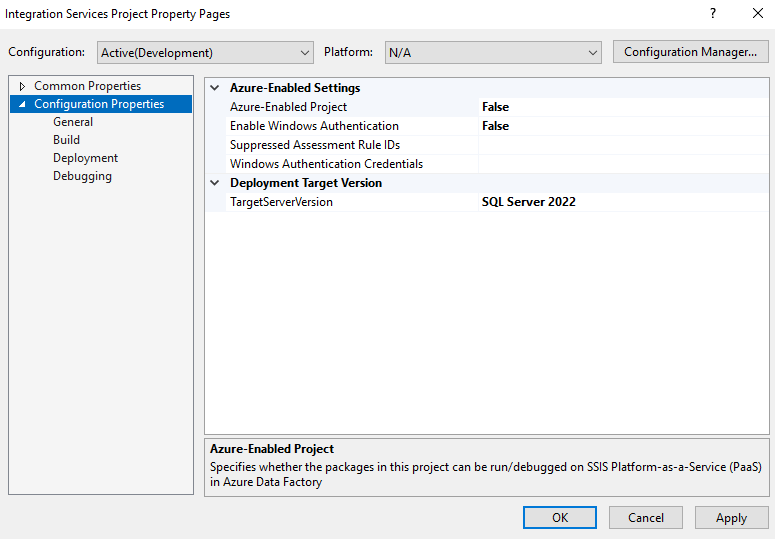 Integration Services Project Property Pages
?
Configuration: Active(Development) Platform: N/A Configuration Manager...
Common Properties
Configuration Properties
General
Build
Deployment
Debugging
Azure-Enabled Settings
Azure-Enabled Project False
Enable Windows Authentication False
Suppressed Assessment Rule IDs
Windows Authentication Credentials
Deployment Target Version
TargetServerVersion SQL Server 2022
Azure-Enabled Project
Specifies whether the packages in this project can be run/debugged on SSIS Platform-as-a-Service (PaaS)
in Azure Data Factory
OK Cancel Apply